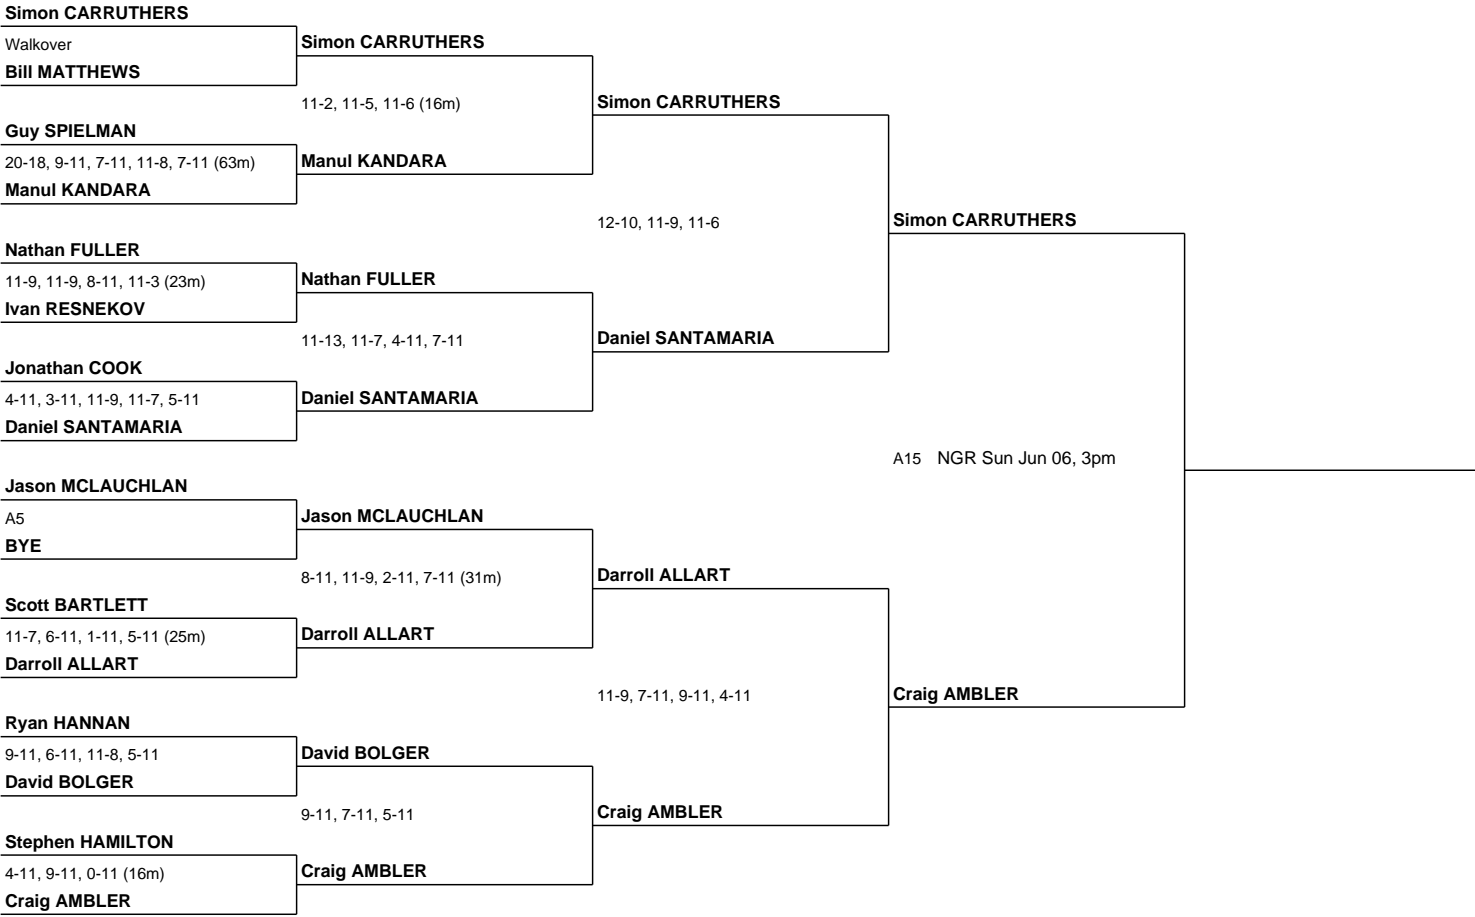 Simon CARRUTHERS
Walkover
Bill MATTHEWS
Guy SPIELMAN
20-18, 9-11, 7-11, 11-8, 7-11 (63m)
Manul KANDARA
Nathan FULLER
11-9, 11-9, 8-11, 11-3 (23m)
Ivan RESNEKOV
Jonathan COOK
4-11, 3-11, 11-9, 11-7, 5-11
Daniel SANTAMARIA
Jason MCLAUCHLAN
A5
BYE
Scott BARTLETT
11-7, 6-11, 1-11, 5-11 (25m)
Darroll ALLART
Ryan HANNAN
9-11, 6-11, 11-8, 5-11
David BOLGER
Stephen HAMILTON
4-11, 9-11, 0-11 (16m)
Craig AMBLER
Simon CARRUTHERS
11-2, 11-5, 11-6 (16m)
Manul KANDARA
Nathan FULLER
11-13, 11-7, 4-11, 7-11
Daniel SANTAMARIA
Jason MCLAUCHLAN
8-11, 11-9, 2-11, 7-11 (31m)
Darroll ALLART
David BOLGER
9-11, 7-11, 5-11
Craig AMBLER
Simon CARRUTHERS
12-10, 11-9, 11-6
Daniel SANTAMARIA
Darroll ALLART
11-9, 7-11, 9-11, 4-11
Craig AMBLER
Simon CARRUTHERS
A15 NGR Sun Jun 06, 3pm
Craig AMBLER